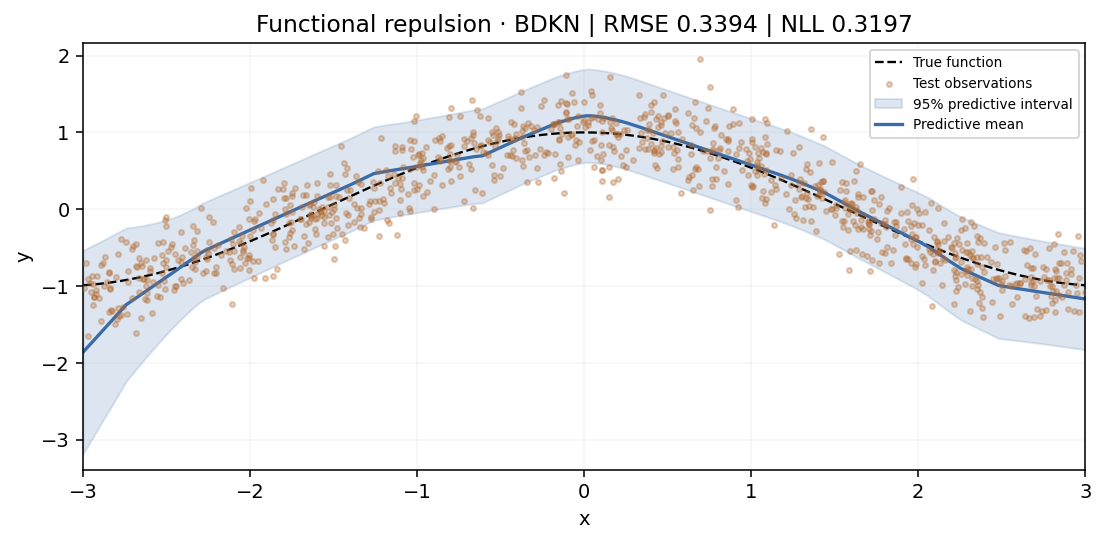 Functional repulsion · BDKN | RMSE 0.3394 | NLL 0.3197
True function
Test observations
95% predictive interval
Predictive mean
y
2
1
0
−1
−2
−3
−3
−2
−1
0
1
2
3
x